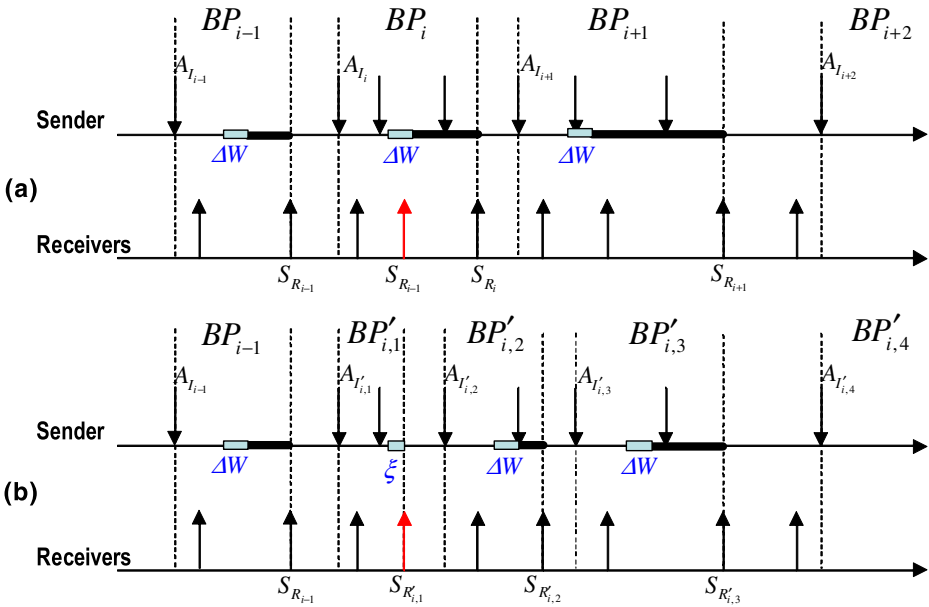 BP_{i-1} BP_i BP_{i+1} BP_{i+2}
A_{I_{i-1}} A_{I_i} A_{I_{i+1}} A_{I_{i+2}}
Sender
ΔW ΔW ΔW
(a)
Receivers
S_{R_{i-1}} S_{R_{i-1}} S_{R_i} S_{R_{i+1}}
BP_{i-1} BP'_{i,1} BP'_{i,2} BP'_{i,3} BP'_{i,4}
A_{I_{i-1}} A_{I'_{i,1}} A_{I'_{i,2}} A_{I'_{i,3}} A_{I'_{i,4}}
Sender
ΔW ξ ΔW ΔW
(b)
Receivers
S_{R_{i-1}} S_{R'_{i,1}} S_{R'_{i,2}} S_{R'_{i,3}}